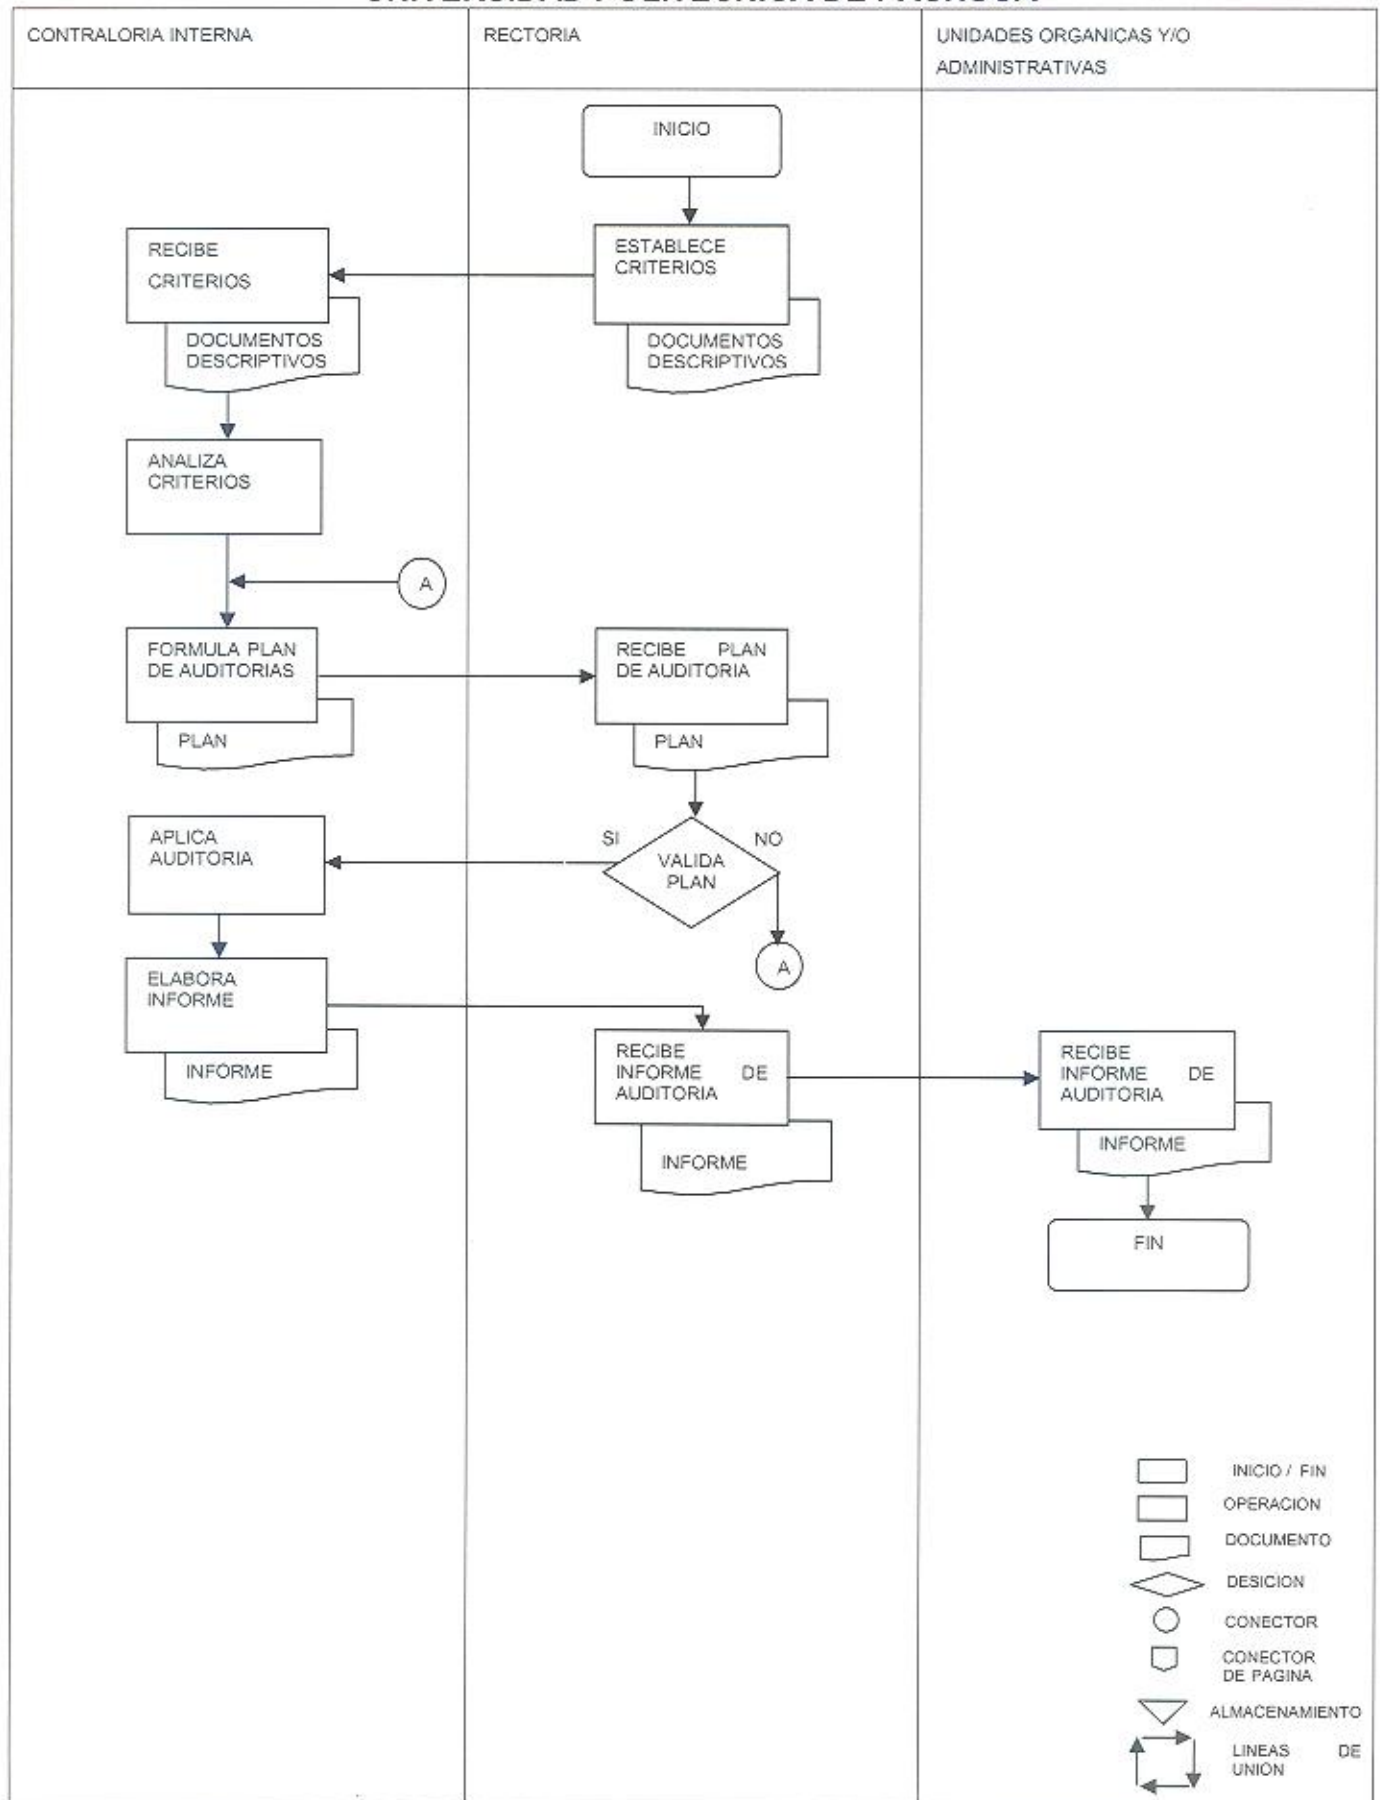 CONTRALORIA INTERNA
RECTORIA
UNIDADES ORGANICAS Y/O
ADMINISTRATIVAS
INICIO
ESTABLECE
CRITERIOS
DOCUMENTOS
DESCRIPTIVOS
RECIBE
CRITERIOS
DOCUMENTOS
DESCRIPTIVOS
ANALIZA
CRITERIOS
A
FORMULA PLAN
DE AUDITORIAS
PLAN
RECIBE PLAN
DE AUDITORIA
PLAN
VALIDA
PLAN
SI
NO
A
APLICA
AUDITORIA
ELABORA
INFORME
INFORME
RECIBE
INFORME DE
AUDITORIA
INFORME
RECIBE
INFORME DE
AUDITORIA
INFORME
FIN
INICIO / FIN
OPERACION
DOCUMENTO
DESICION
CONECTOR
CONECTOR
DE PAGINA
ALMACENAMIENTO
LINEAS DE
UNION